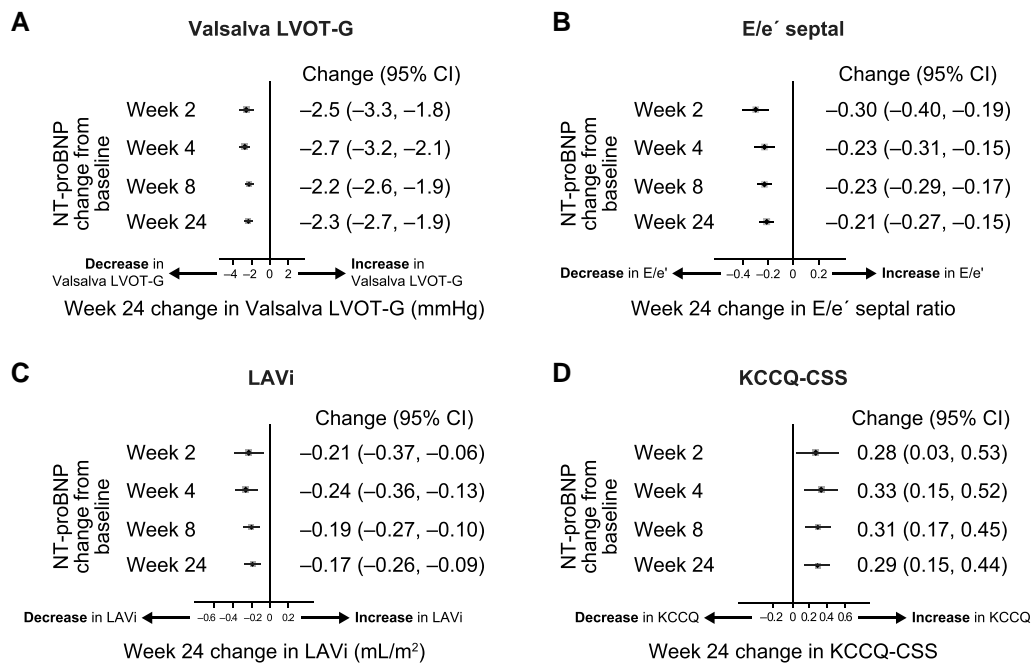 A
Valsalva LVOT-G
Change (95% CI)
NT-proBNP
change from
baseline
Week 2
–2.5 (–3.3, –1.8)
Week 4
–2.7 (–3.2, –2.1)
Week 8
–2.2 (–2.6, –1.9)
Week 24
–2.3 (–2.7, –1.9)
–4 –2 0 2
Decrease in
Valsalva LVOT-G
Increase in
Valsalva LVOT-G
Week 24 change in Valsalva LVOT-G (mmHg)
B
E/e´ septal
Change (95% CI)
NT-proBNP
change from
baseline
Week 2
–0.30 (–0.40, –0.19)
Week 4
–0.23 (–0.31, –0.15)
Week 8
–0.23 (–0.29, –0.17)
Week 24
–0.21 (–0.27, –0.15)
–0.4 –0.2 0 0.2
Decrease in E/e'
Increase in E/e'
Week 24 change in E/e´ septal ratio
C
LAVi
Change (95% CI)
NT-proBNP
change from
baseline
Week 2
–0.21 (–0.37, –0.06)
Week 4
–0.24 (–0.36, –0.13)
Week 8
–0.19 (–0.27, –0.10)
Week 24
–0.17 (–0.26, –0.09)
–0.6 –0.4 –0.2 0 0.2
Decrease in LAVi
Increase in LAVi
Week 24 change in LAVi (mL/m²)
D
KCCQ-CSS
Change (95% CI)
NT-proBNP
change from
baseline
Week 2
0.28 (0.03, 0.53)
Week 4
0.33 (0.15, 0.52)
Week 8
0.31 (0.17, 0.45)
Week 24
0.29 (0.15, 0.44)
–0.2 0 0.2 0.4 0.6
Decrease in KCCQ
Increase in KCCQ
Week 24 change in KCCQ-CSS